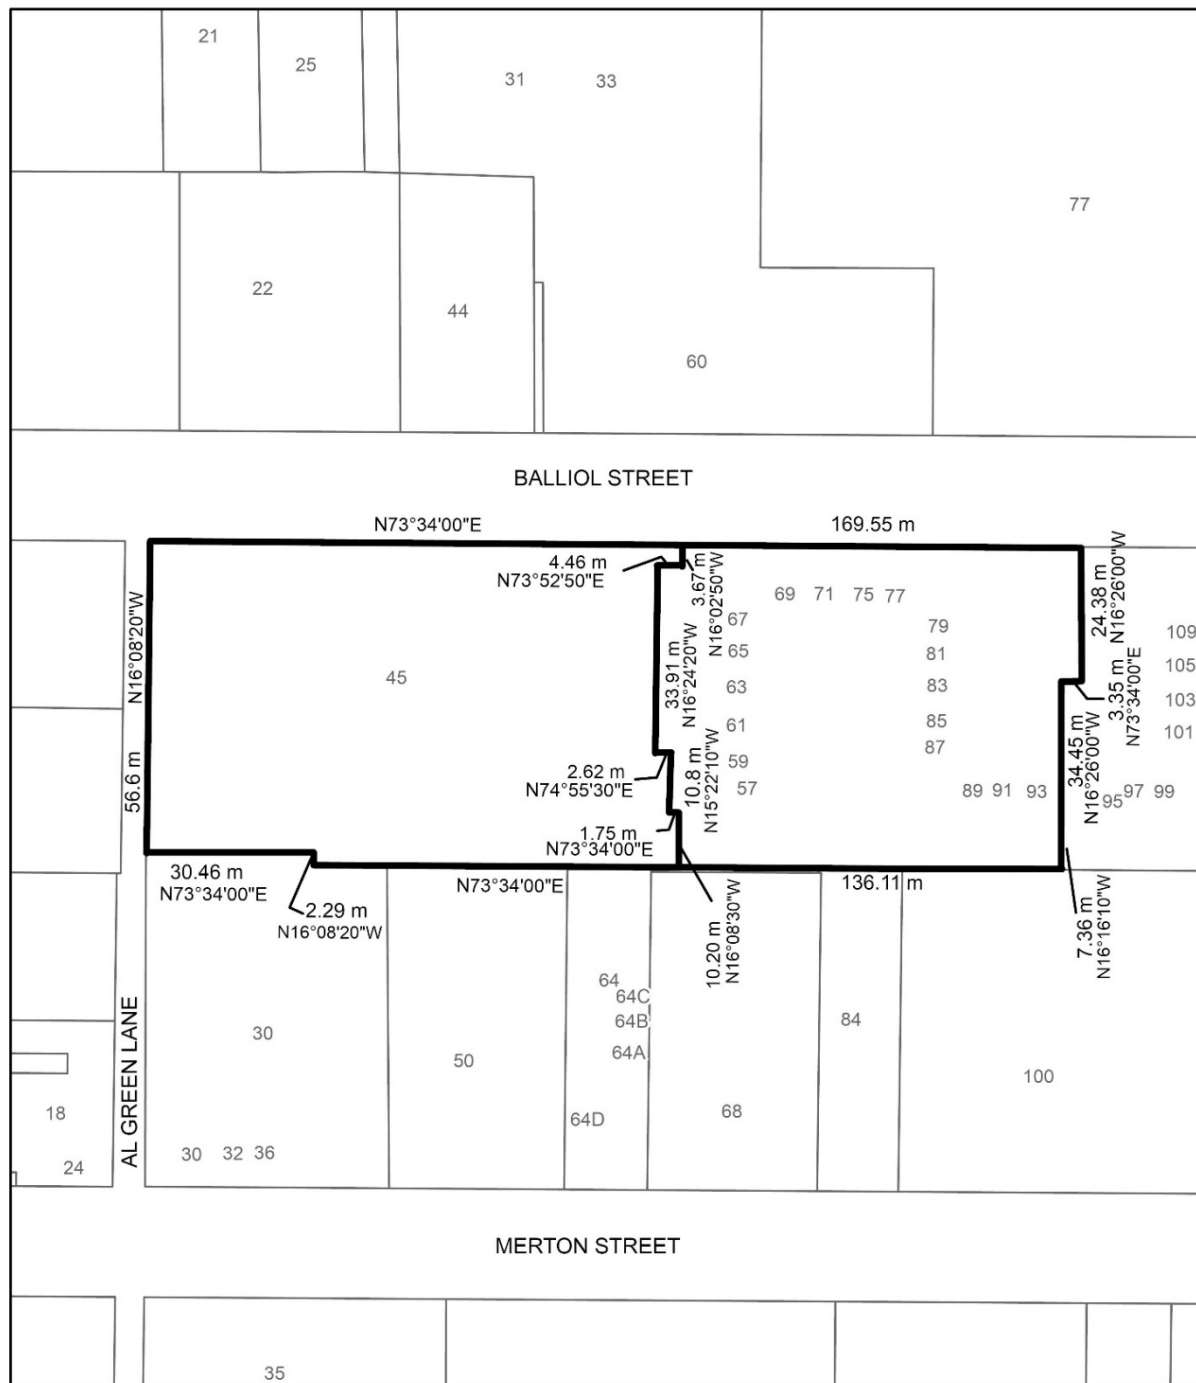 21
25
31
33
77
22
44
60
BALLIOL STREET
N73°34'00"E
169.55 m
4.46 m
N73°52'50"E
3.67 m
N16°02'50"W
24.38 m
N16°26'00"W
69
71
75
77
67
79
109
65
81
105
N16°08'20"W
45
33.91 m
N16°24'20"W
63
83
3.35 m
N73°34'00"E
103
61
85
101
87
59
2.62 m
N74°55'30"E
10.8 m
N15°22'10"W
57
34.45 m
N16°26'00"W
56.6 m
89
91
93
95
97
99
1.75 m
N73°34'00"E
30.46 m
N73°34'00"E
N73°34'00"E
136.11 m
2.29 m
N16°08'20"W
10.20 m
N16°08'30"W
7.36 m
N16°16'10"W
64
64C
64B
64A
64D
30
50
84
68
100
AL GREEN LANE
18
24
30
32
36
MERTON STREET
35